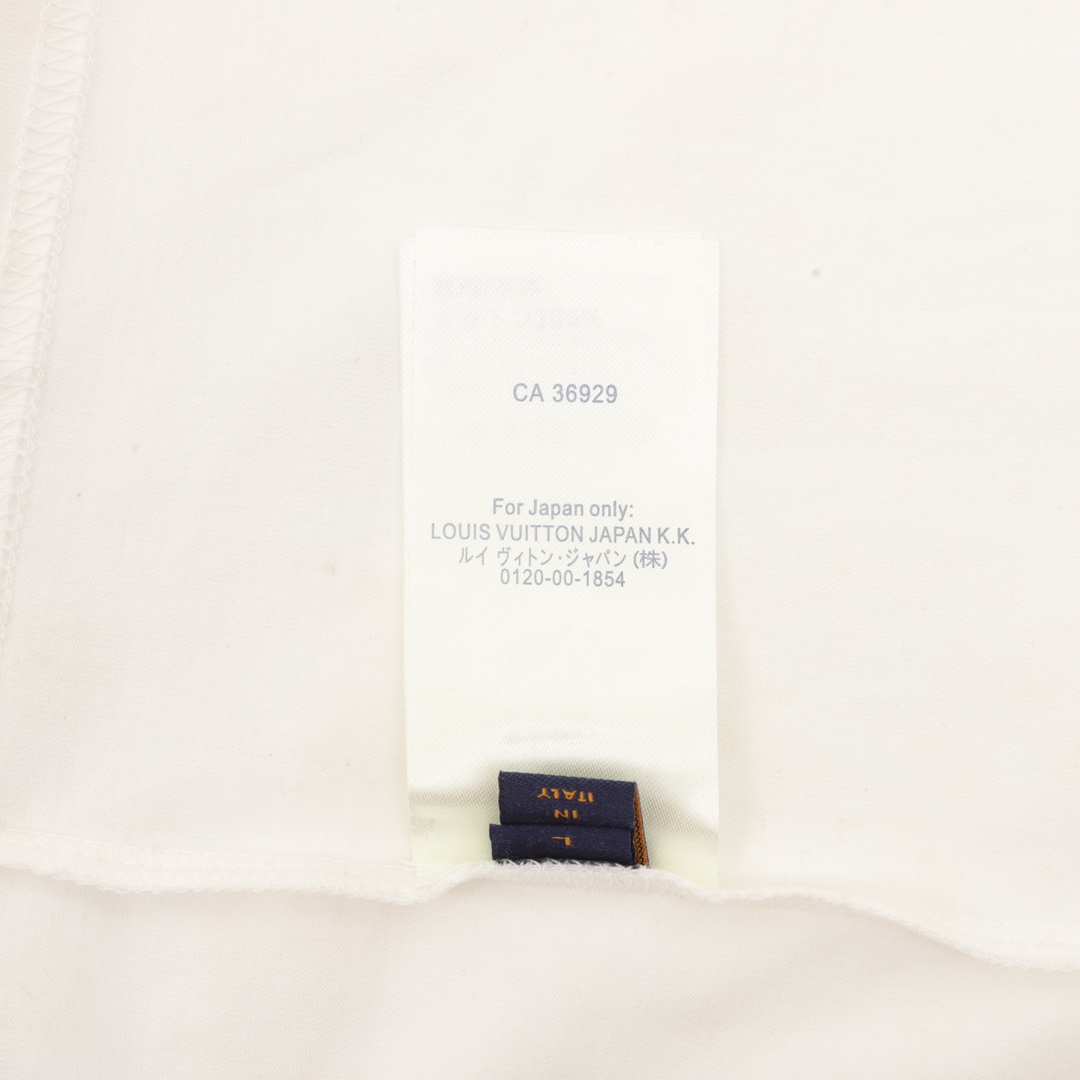 CA 36929
For Japan only:
LOUIS VUITTON JAPAN K.K.
ルイ ヴィトン・ジャパン (株)
0120-00-1854
ITALY
IN
L